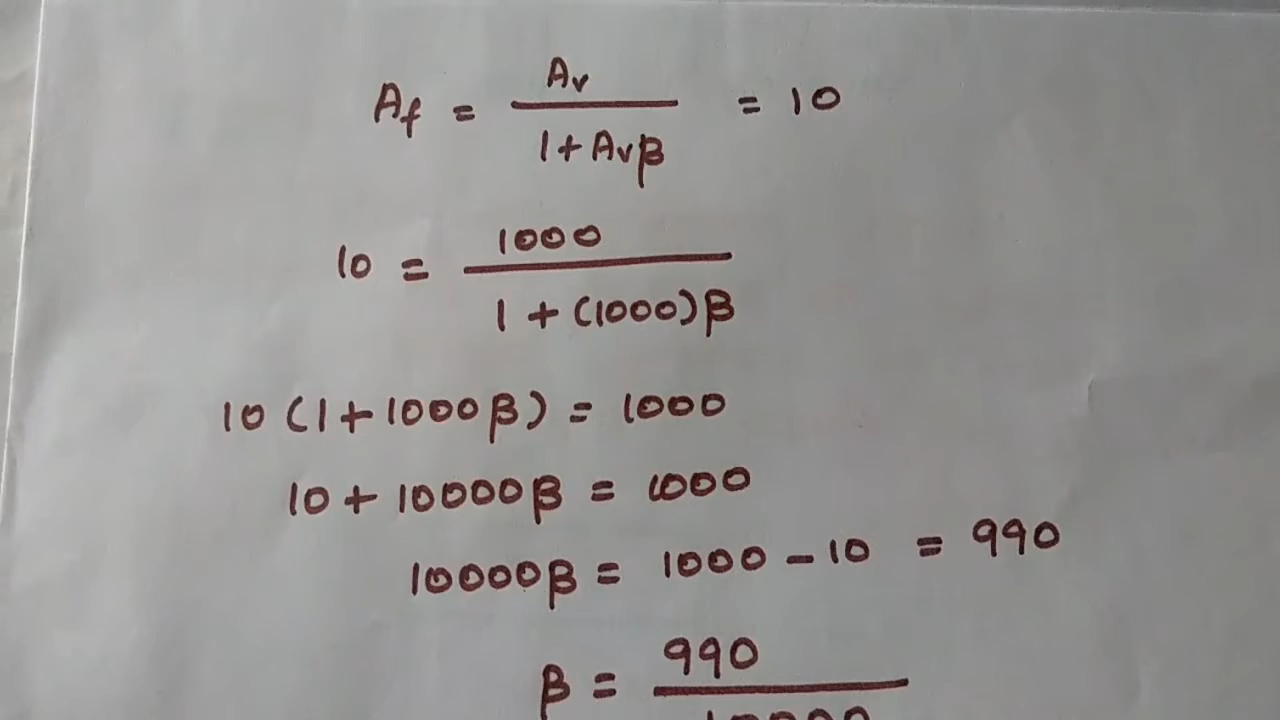 Af = Av / 1 + Avβ = 10
10 = 1000 / 1 + (1000)β
10 (1 + 1000β) = 1000
10 + 10000β = 1000
10000β = 1000 - 10 = 990
β = 990 / 10000